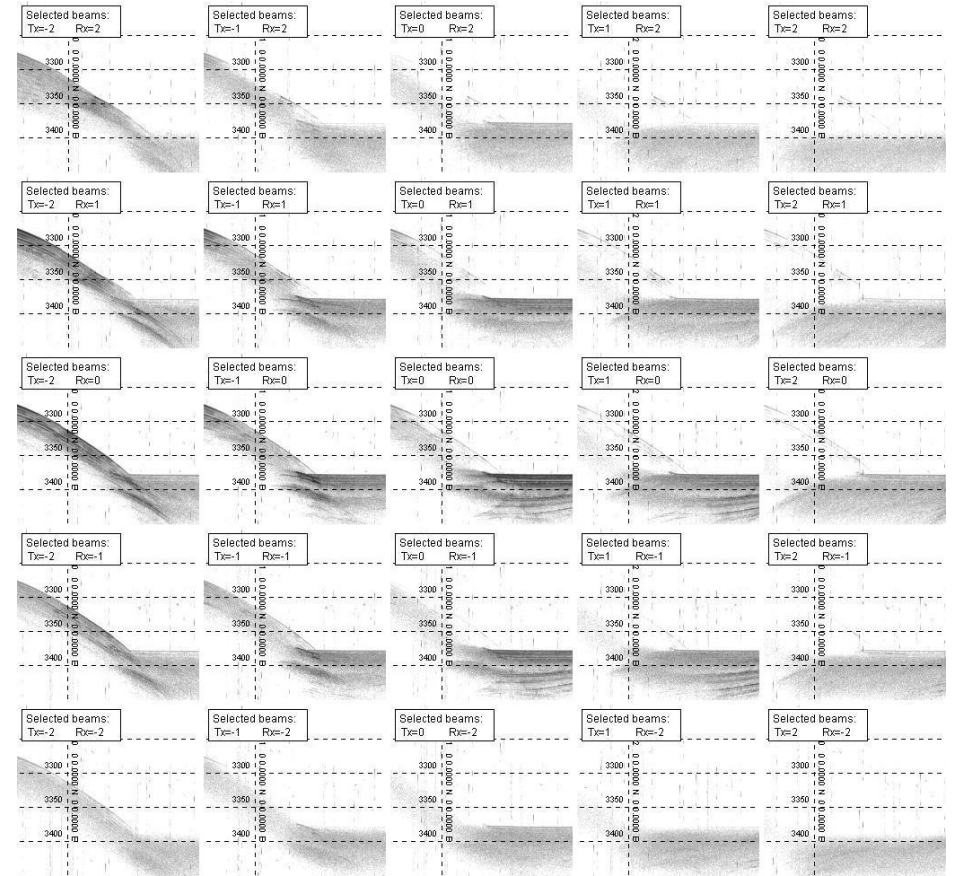 Selected beams:
Tx=-2 Rx=2
3300
3350
3400
Selected beams:
Tx=-1 Rx=2
3300
3350
3400
Selected beams:
Tx=0 Rx=2
3300
3350
3400
Selected beams:
Tx=1 Rx=2
3300
3350
3400
Selected beams:
Tx=2 Rx=2
3300
3350
3400
Selected beams:
Tx=-2 Rx=1
3300
3350
3400
Selected beams:
Tx=-1 Rx=1
3300
3350
3400
Selected beams:
Tx=0 Rx=1
3300
3350
3400
Selected beams:
Tx=1 Rx=1
3300
3350
3400
Selected beams:
Tx=2 Rx=1
3300
3350
3400
Selected beams:
Tx=-2 Rx=0
3300
3350
3400
Selected beams:
Tx=-1 Rx=0
3300
3350
3400
Selected beams:
Tx=0 Rx=0
3300
3350
3400
Selected beams:
Tx=1 Rx=0
3300
3350
3400
Selected beams:
Tx=2 Rx=0
3300
3350
3400
Selected beams:
Tx=-2 Rx=-1
3300
3350
3400
Selected beams:
Tx=-1 Rx=-1
3300
3350
3400
Selected beams:
Tx=0 Rx=-1
3300
3350
3400
Selected beams:
Tx=1 Rx=-1
3300
3350
3400
Selected beams:
Tx=2 Rx=-1
3300
3350
3400
Selected beams:
Tx=-2 Rx=-2
3300
3350
3400
Selected beams:
Tx=-1 Rx=-2
3300
3350
3400
Selected beams:
Tx=0 Rx=-2
3300
3350
3400
Selected beams:
Tx=1 Rx=-2
3300
3350
3400
Selected beams:
Tx=2 Rx=-2
3300
3350
3400